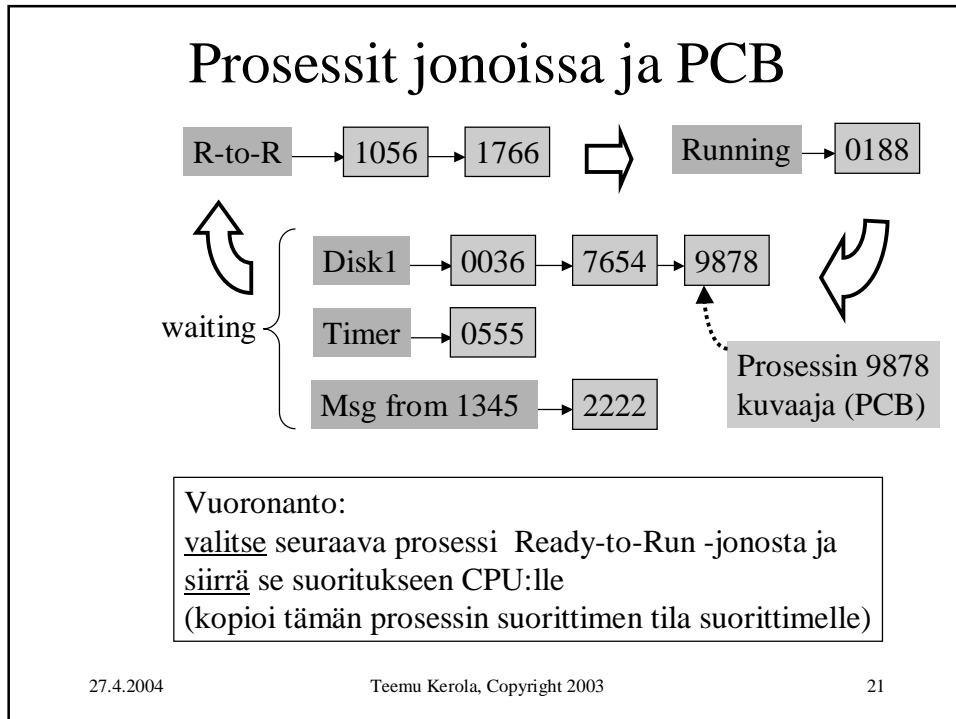 Prosessit jonoissa ja PCB
R-to-R 1056 1766 Running 0188
Disk1 0036 7654 9878
waiting
Timer 0555
Msg from 1345 2222
Prosessin 9878
kuvaaja (PCB)
Vuoronanto:
valitse seuraava prosessi Ready-to-Run -jonosta ja
siirrä se suoritukseen CPU:lle
(kopioi tämän prosessin suorittimen tila suorittimelle)
27.4.2004 Teemu Kerola, Copyright 2003 21